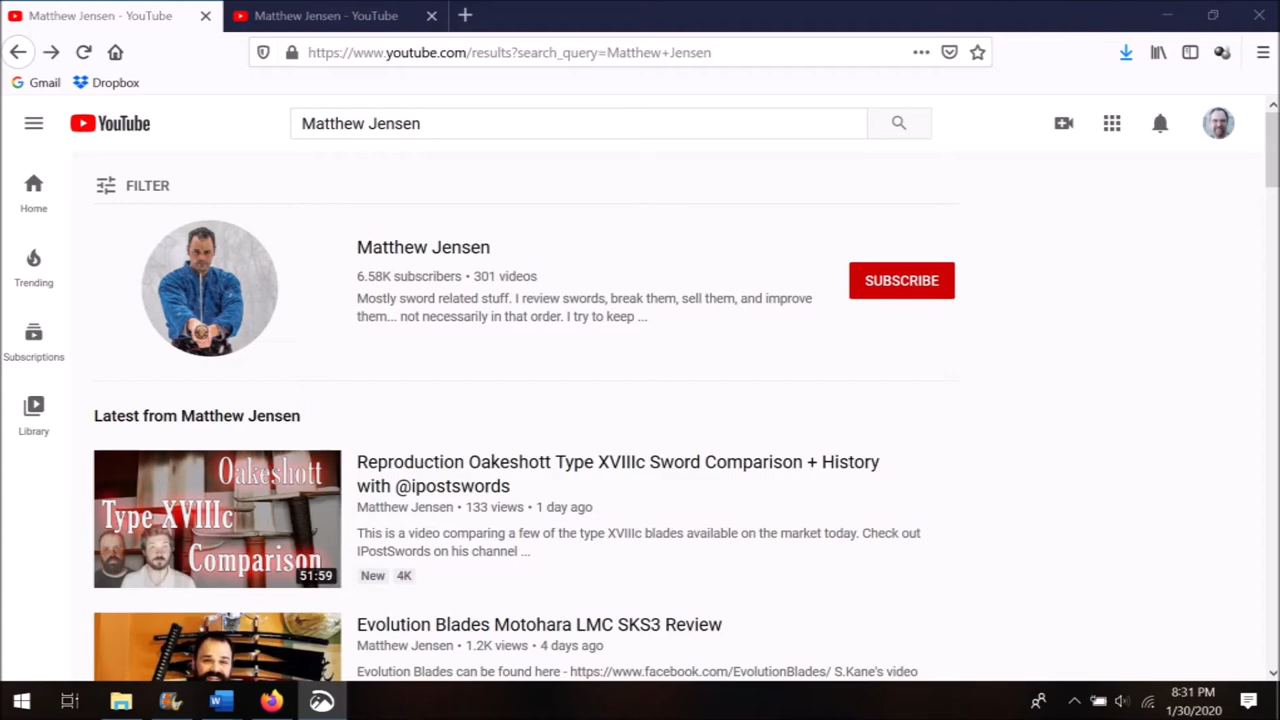 Matthew Jensen - YouTube
Matthew Jensen - YouTube
https://www.youtube.com/results?search_query=Matthew+Jensen
Gmail
Dropbox
YouTube
Matthew Jensen
FILTER
Home
Trending
Subscriptions
Library
Matthew Jensen
6.58K subscribers • 301 videos
Mostly sword related stuff. I review swords, break them, sell them, and improve
them... not necessarily in that order. I try to keep ...
SUBSCRIBE
Latest from Matthew Jensen
Oakeshott
Type XVIIIc
Comparison
51:59
Reproduction Oakeshott Type XVIIIc Sword Comparison + History
with @ipostswords
Matthew Jensen • 133 views • 1 day ago
This is a video comparing a few of the type XVIIIc blades available on the market today. Check out
IPostSwords on his channel ...
New 4K
Evolution Blades Motohara LMC SKS3 Review
Matthew Jensen • 1.2K views • 4 days ago
Evolution Blades can be found here - https://www.facebook.com/EvolutionBlades/ S.Kane's video
8:31 PM
1/30/2020